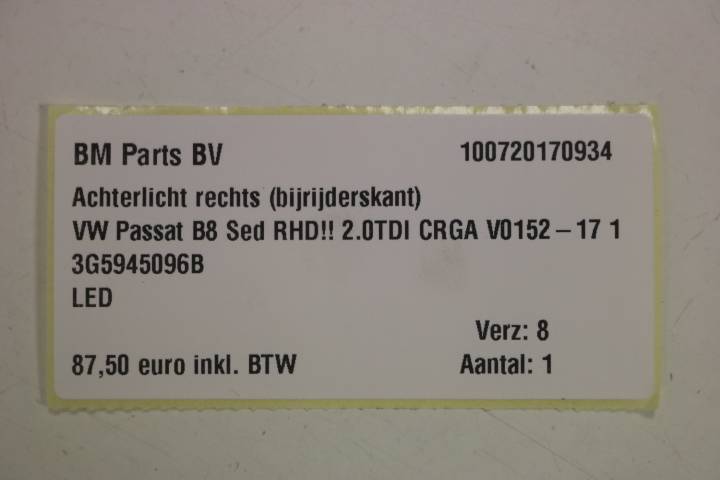 BM Parts BV 100720170934
Achterlicht rechts (bijrijderskant)
VW Passat B8 Sed RHD!! 2.0TDI CRGA V0152-17 1
3G5945096B
LED
Verz: 8
87,50 euro inkl. BTW Aantal: 1